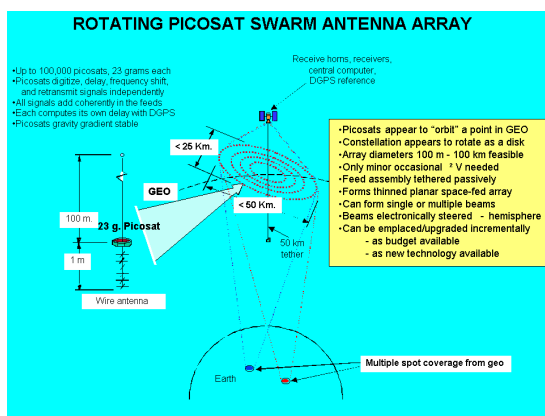 ROTATING PICOSAT SWARM ANTENNA ARRAY
•Up to 100,000 picosats, 23 grams each
•Picosats digitize, delay, frequency shift,
and retransmit signals independently
•All signals add coherently in the feeds
•Each computes its own delay with DGPS
•Picosats gravity gradient stable
Receive horns, receivers,
central computer,
DGPS reference
< 25 Km.
GEO
< 50 Km.
100 m.
23 g. Picosat
1 m
Wire antenna
50 km
tether
•Picosats appear to “orbit” a point in GEO
•Constellation appears to rotate as a disk
•Array diameters 100 m - 100 km feasible
•Only minor occasional ² V needed
•Feed assembly tethered passively
•Forms thinned planar space-fed array
•Can form single or multiple beams
•Beams electronically steered - hemisphere
•Can be emplaced/upgraded incrementally
- as budget available
- as new technology available
Earth
Multiple spot coverage from geo